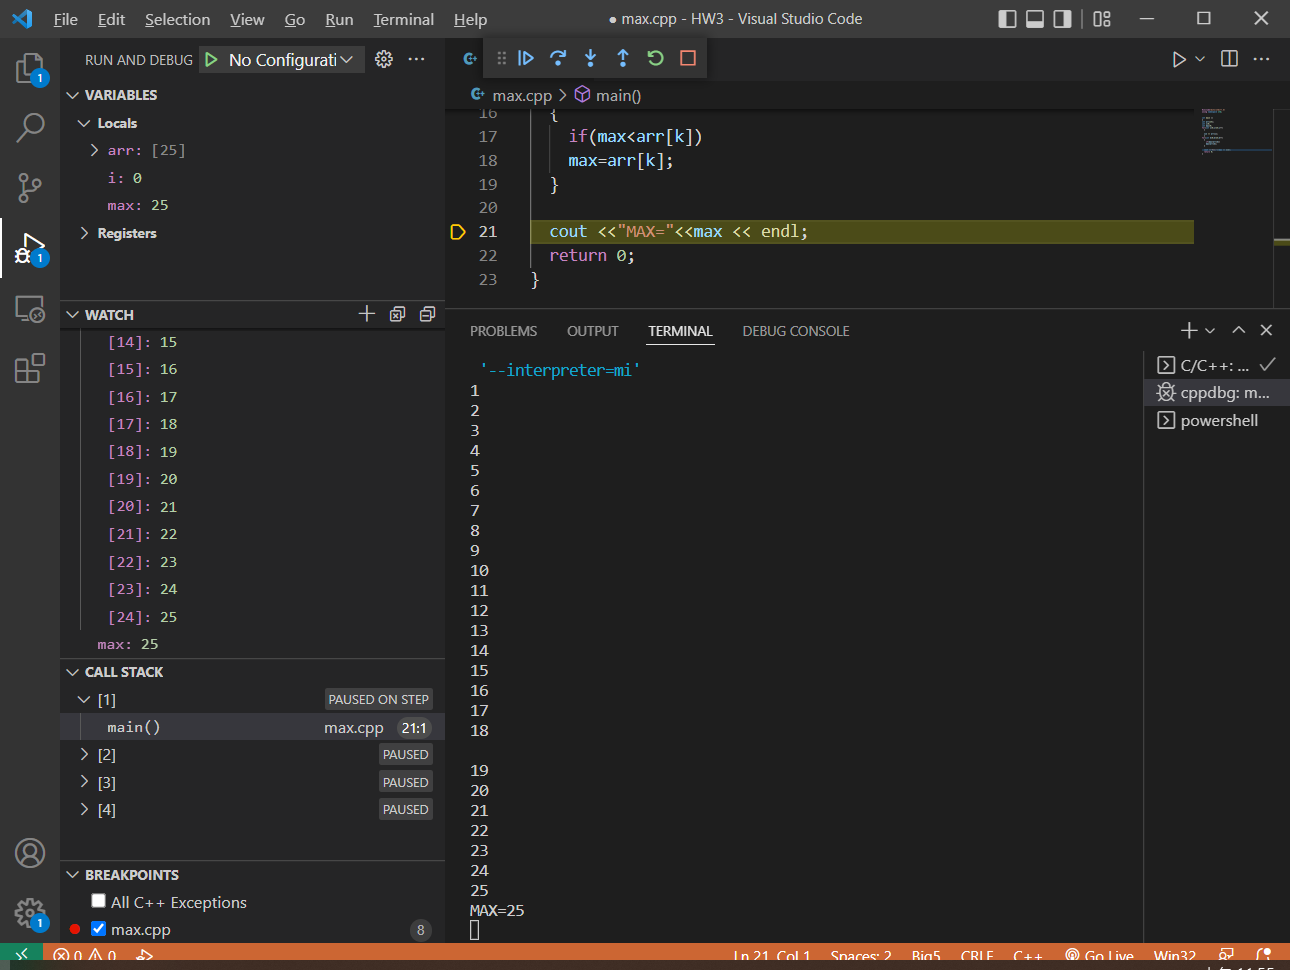 File Edit Selection View Go Run Terminal Help
● max.cpp - HW3 - Visual Studio Code
RUN AND DEBUG
No Configurati
VARIABLES
Locals
arr: [25]
i: 0
max: 25
Registers
WATCH
[14]: 15
[15]: 16
[16]: 17
[17]: 18
[18]: 19
[19]: 20
[20]: 21
[21]: 22
[22]: 23
[23]: 24
[24]: 25
max: 25
CALL STACK
[1] PAUSED ON STEP
main() max.cpp 21:1
[2] PAUSED
[3] PAUSED
[4] PAUSED
BREAKPOINTS
All C++ Exceptions
max.cpp 8
1
1
1
max.cpp > main()
16 {
17 if(max<arr[k])
18 max=arr[k];
19 }
20
21 cout <<"MAX="<<max << endl;
22 return 0;
23 }
PROBLEMS OUTPUT TERMINAL DEBUG CONSOLE
'--interpreter=mi'
1
2
3
4
5
6
7
8
9
10
11
12
13
14
15
16
17
18
19
20
21
22
23
24
25
MAX=25
C/C++: ...
cppdbg: m...
powershell
0 0
Ln 21, Col 1 Spaces: 2 Big5 CRLF C++ Go Live Win32